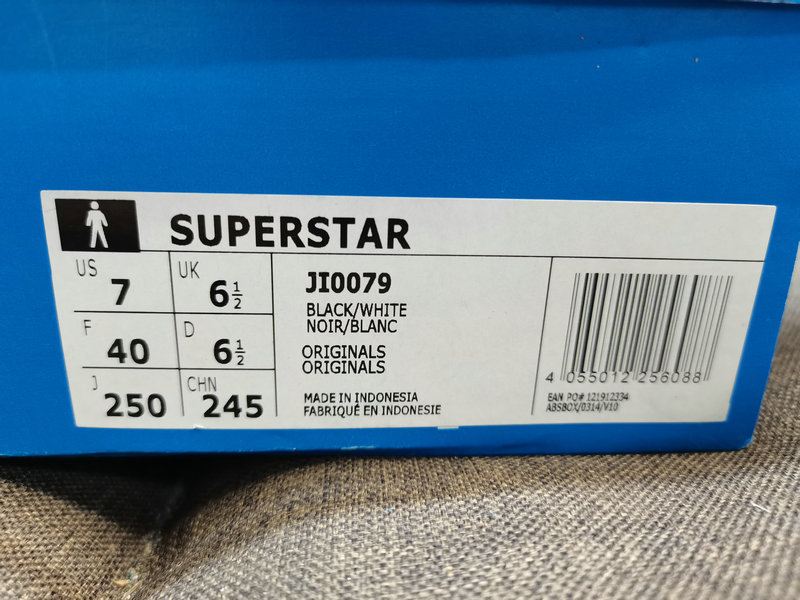 SUPERSTAR
US 7 UK 6½
F 40 D 6½
J 250 CHN 245
JI0079
BLACK/WHITE
NOIR/BLANC
ORIGINALS
ORIGINALS
MADE IN INDONESIA
FABRIQUÉ EN INDONESIE
4 055012 256088
EAN PO# 121912334
ABSBOX/0314/V10